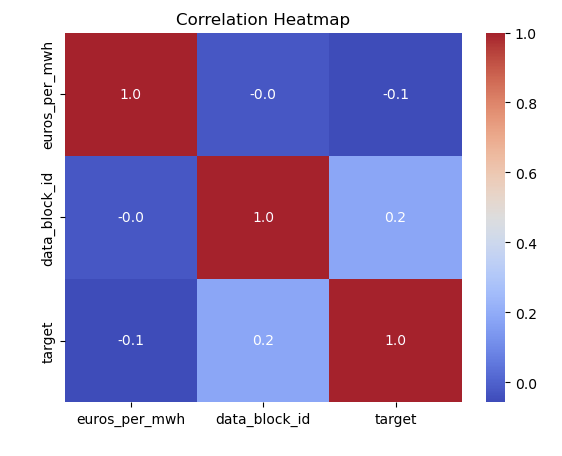 Correlation Heatmap
euros_per_mwh
1.0
-0.0
-0.1
data_block_id
-0.0
1.0
0.2
target
-0.1
0.2
1.0
euros_per_mwh
data_block_id
target
1.0
0.8
0.6
0.4
0.2
0.0